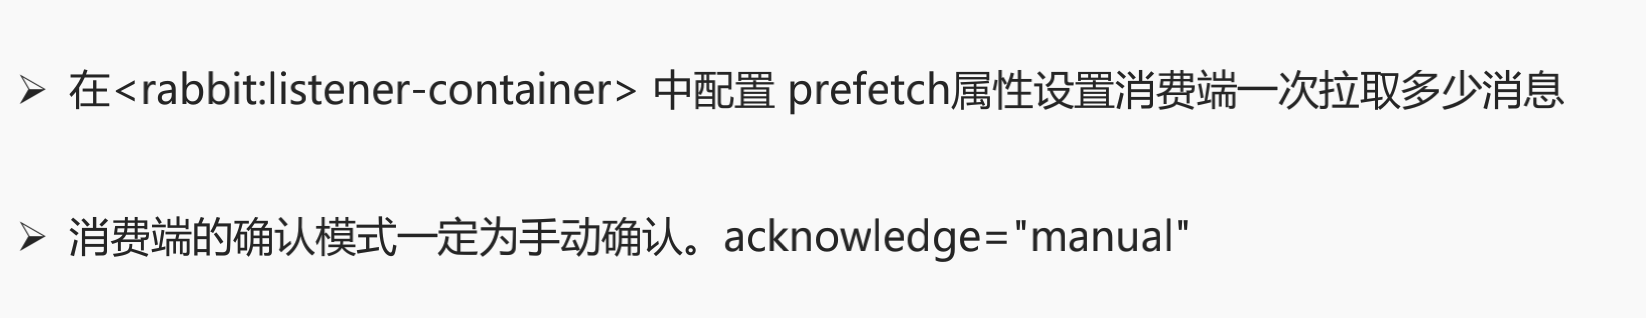 ➢ 在<rabbit:listener-container> 中配置 prefetch属性设置消费端一次拉取多少消息
➢ 消费端的确认模式一定为手动确认。acknowledge="manual"